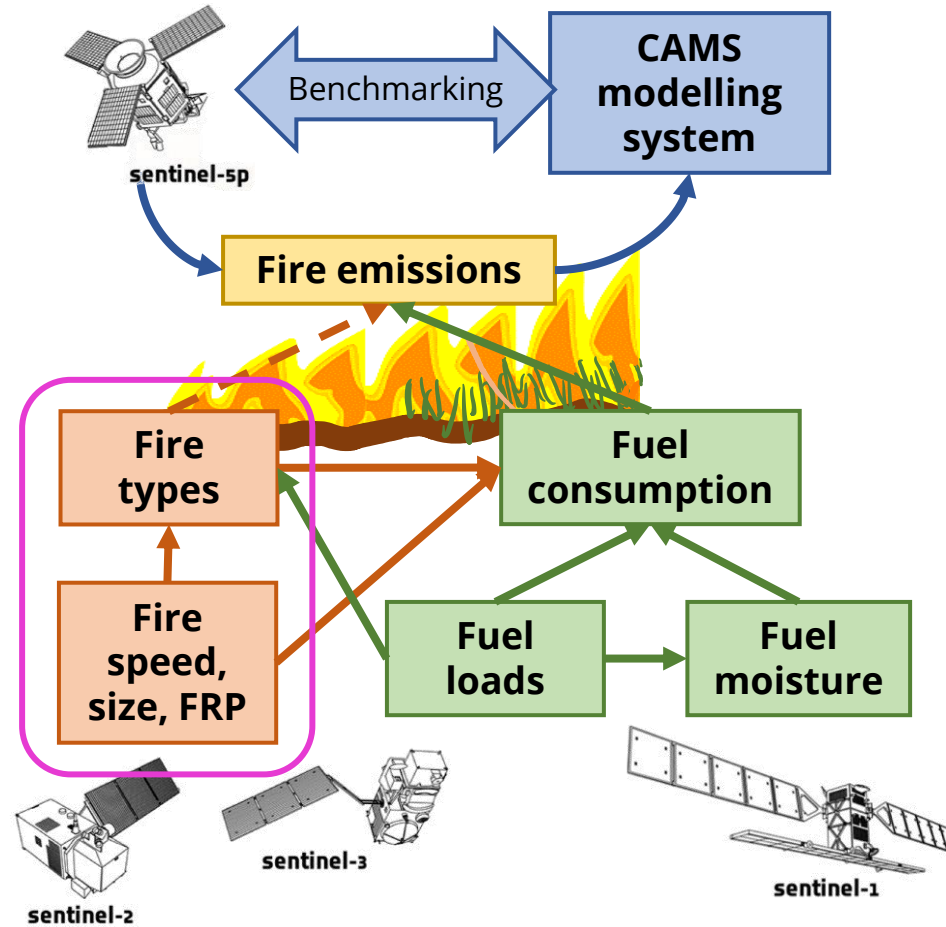 CAMS
modelling
system
Benchmarking
sentinel-5p
Fire emissions
Fire
types
Fuel
consumption
Fire
speed,
size, FRP
Fuel
loads
Fuel
moisture
sentinel-3
sentinel-1
sentinel-2